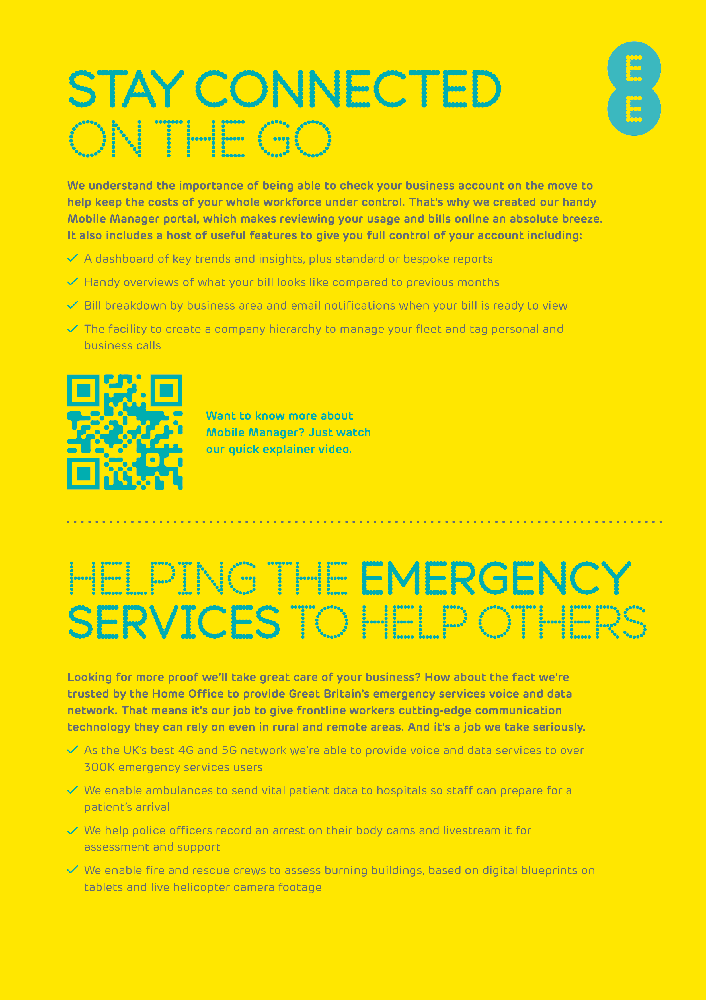 STAY CONNECTED
ON THE GO
E
E
We understand the importance of being able to check your business account on the move to
help keep the costs of your whole workforce under control. That's why we created our handy
Mobile Manager portal, which makes reviewing your usage and bills online an absolute breeze.
It also includes a host of useful features to give you full control of your account including:
A dashboard of key trends and insights, plus standard or bespoke reports
Handy overviews of what your bill looks like compared to previous months
Bill breakdown by business area and email notifications when your bill is ready to view
The facility to create a company hierarchy to manage your fleet and tag personal and
business calls
Want to know more about
Mobile Manager? Just watch
our quick explainer video.
HELPING THE EMERGENCY
SERVICES TO HELP OTHERS
Looking for more proof we'll take great care of your business? How about the fact we're
trusted by the Home Office to provide Great Britain's emergency services voice and data
network. That means it's our job to give frontline workers cutting-edge communication
technology they can rely on even in rural and remote areas. And it's a job we take seriously.
As the UK's best 4G and 5G network we're able to provide voice and data services to over
300K emergency services users
We enable ambulances to send vital patient data to hospitals so staff can prepare for a
patient's arrival
We help police officers record an arrest on their body cams and livestream it for
assessment and support
We enable fire and rescue crews to assess burning buildings, based on digital blueprints on
tablets and live helicopter camera footage